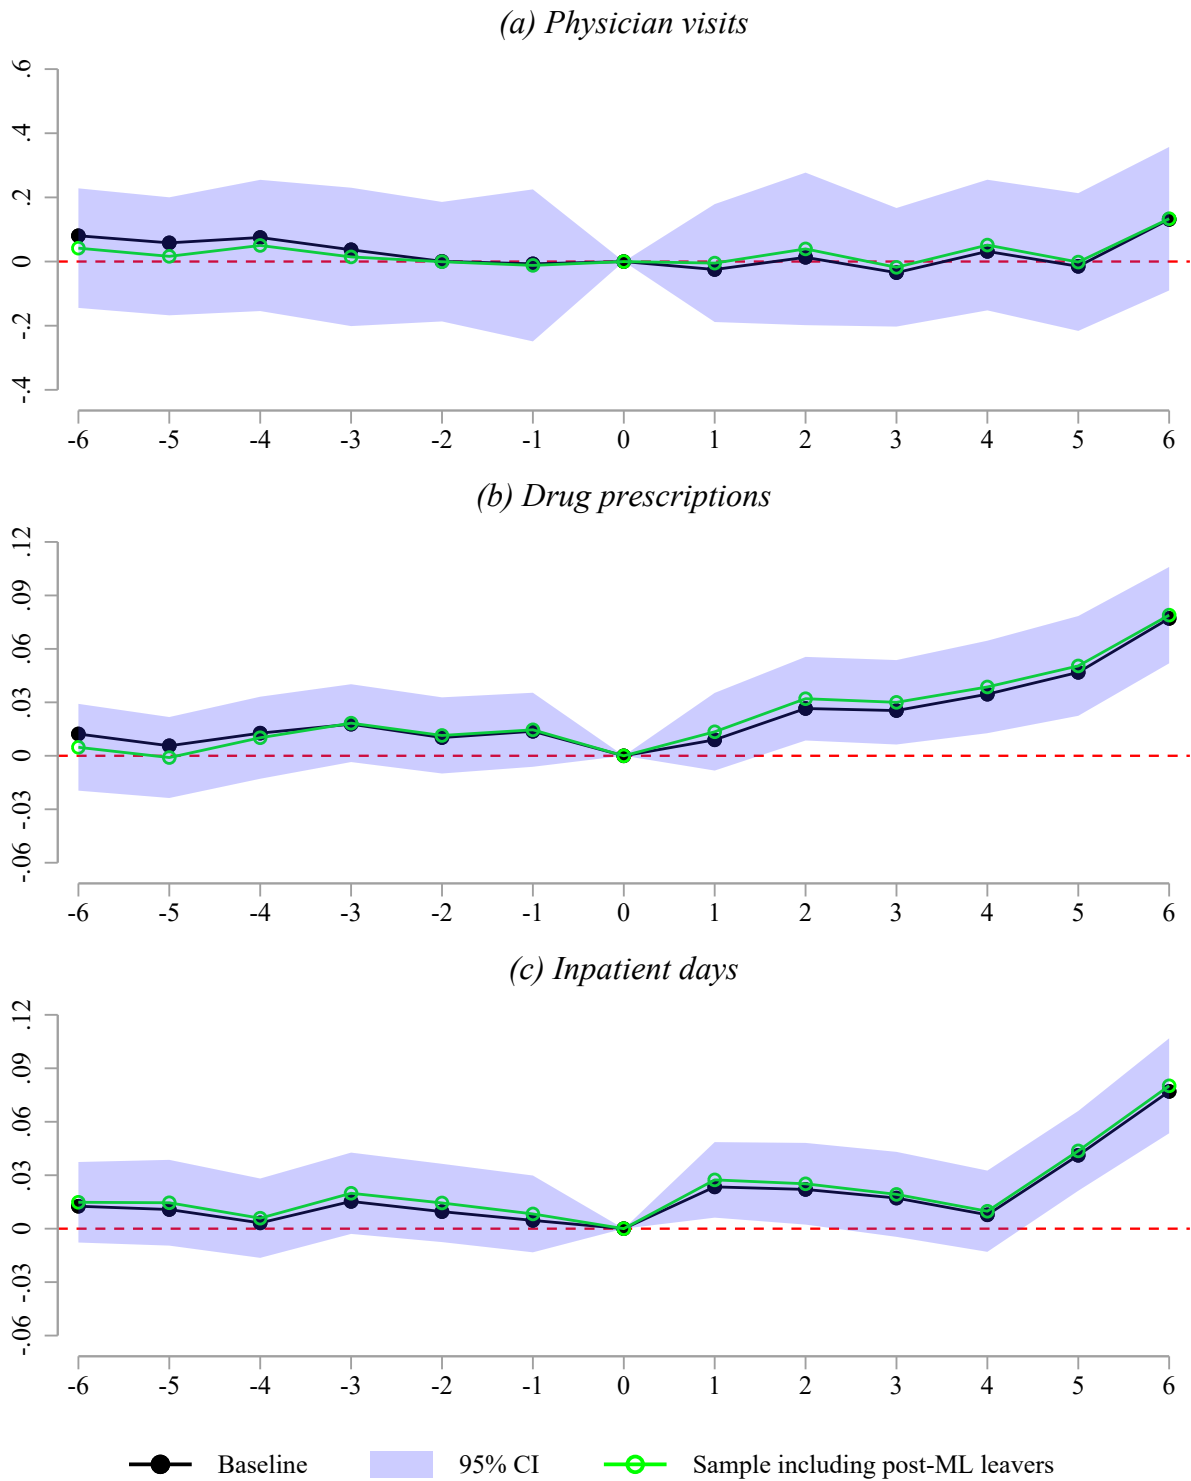 (a) Physician visits
.6
.4
.2
0
-.2
-.4
-6 -5 -4 -3 -2 -1 0 1 2 3 4 5 6
(b) Drug prescriptions
.12
.09
.06
.03
0
-.03
-.06
-6 -5 -4 -3 -2 -1 0 1 2 3 4 5 6
(c) Inpatient days
.12
.09
.06
.03
0
-.03
-.06
-6 -5 -4 -3 -2 -1 0 1 2 3 4 5 6
Baseline 95% CI Sample including post-ML leavers